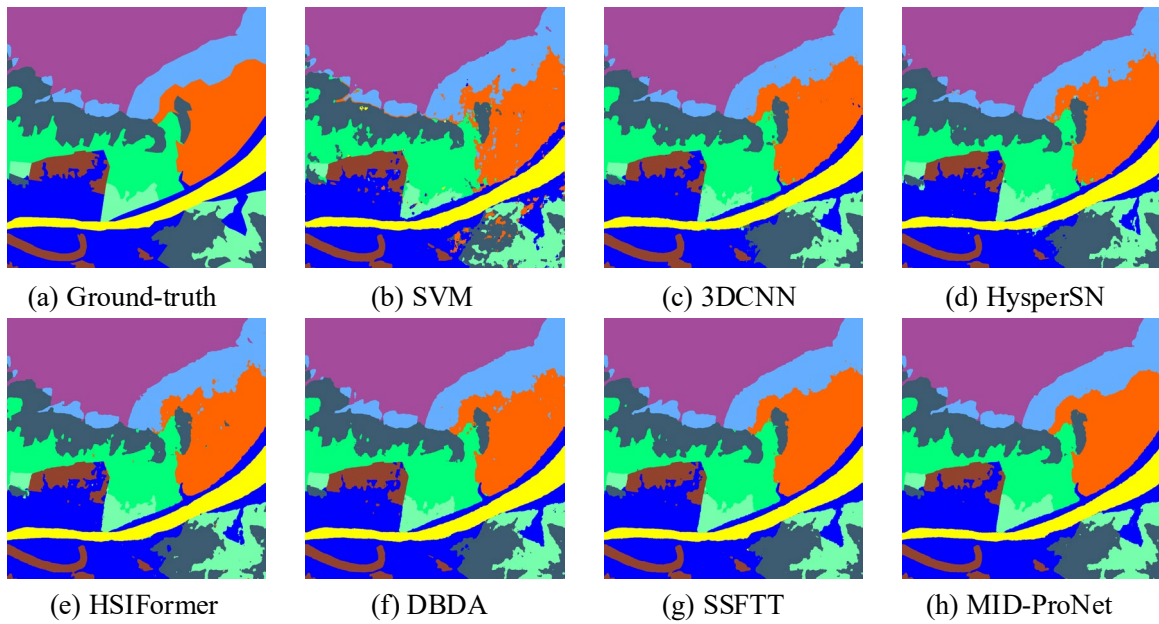 (a) Ground-truth
(b) SVM
(c) 3DCNN
(d) HysperSN
(e) HSIFormer
(f) DBDA
(g) SSFTT
(h) MID-ProNet